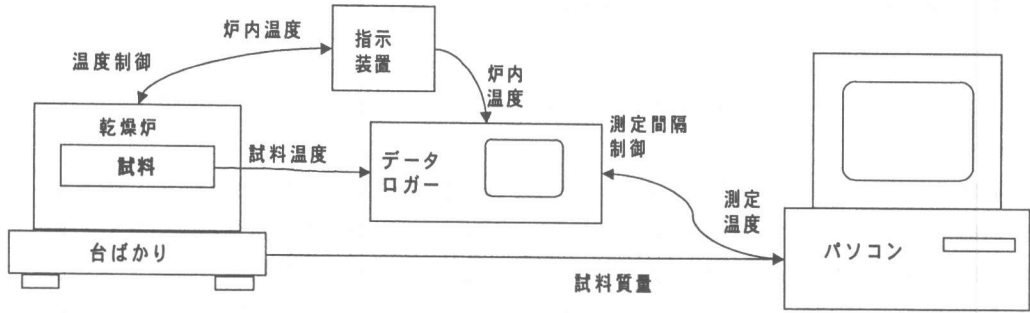 炉内温度
温度制御
指示
装置
炉内
温度
乾燥炉
試料
試料温度
データ
ロガー
測定間隔
制御
測定
温度
台ばかり
パソコン
試料質量